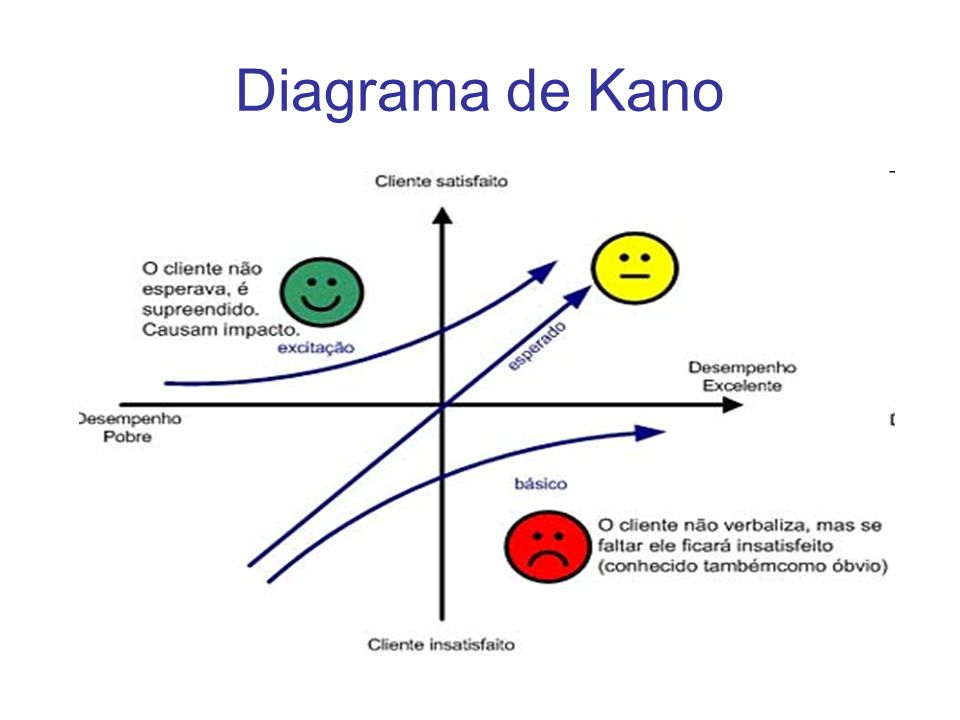 Diagrama de Kano
Cliente satisfaito
O cliente não
esperava, é
supreendido.
Causam impacto.
excitação
esperado
Desempenho
Excelente
Desempenho
Pobre
básico
O cliente não verbaliza, mas se
faltar ele ficará insatisfeito
(conhecido tambémcomo óbvio)
Cliente insatisfaito